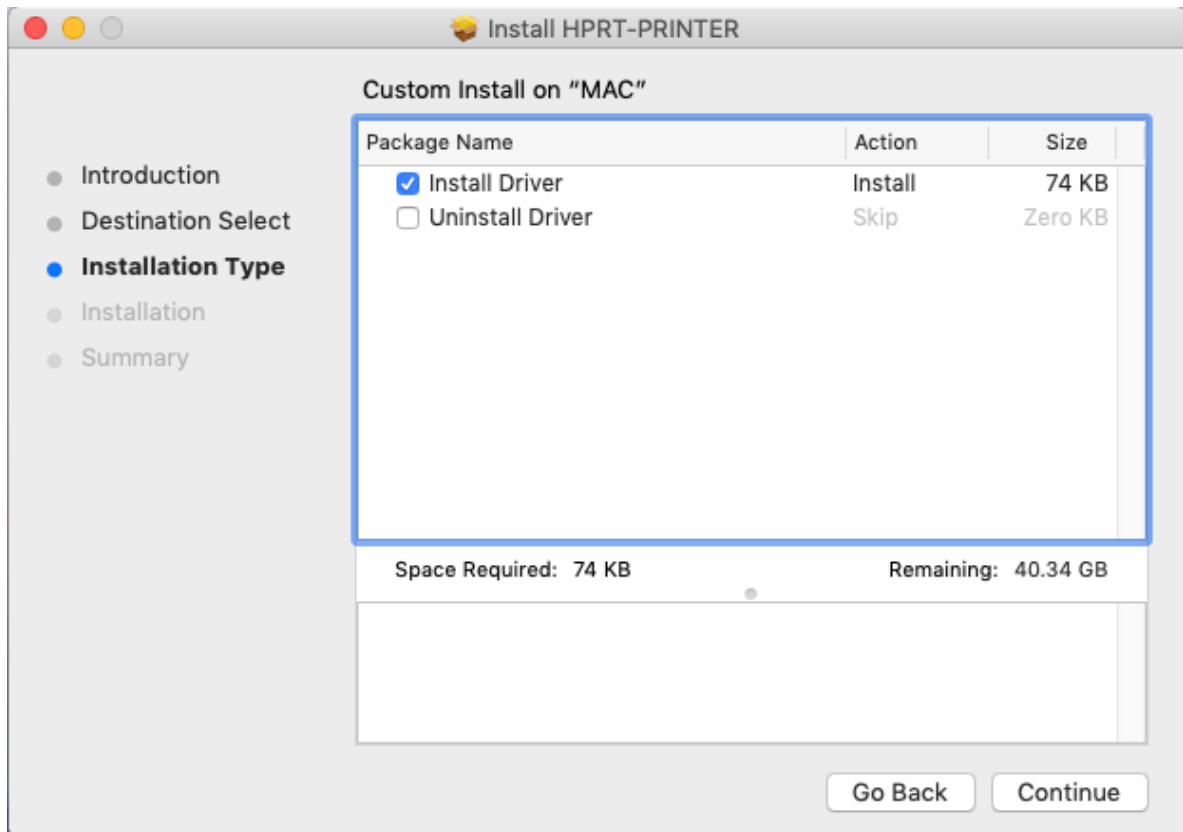 Install HPRT-PRINTER
Custom Install on “MAC”
Introduction
Destination Select
Installation Type
Installation
Summary
Package Name Action Size
Install Driver Install 74 KB
Uninstall Driver Skip Zero KB
Space Required: 74 KB Remaining: 40.34 GB
Go Back Continue